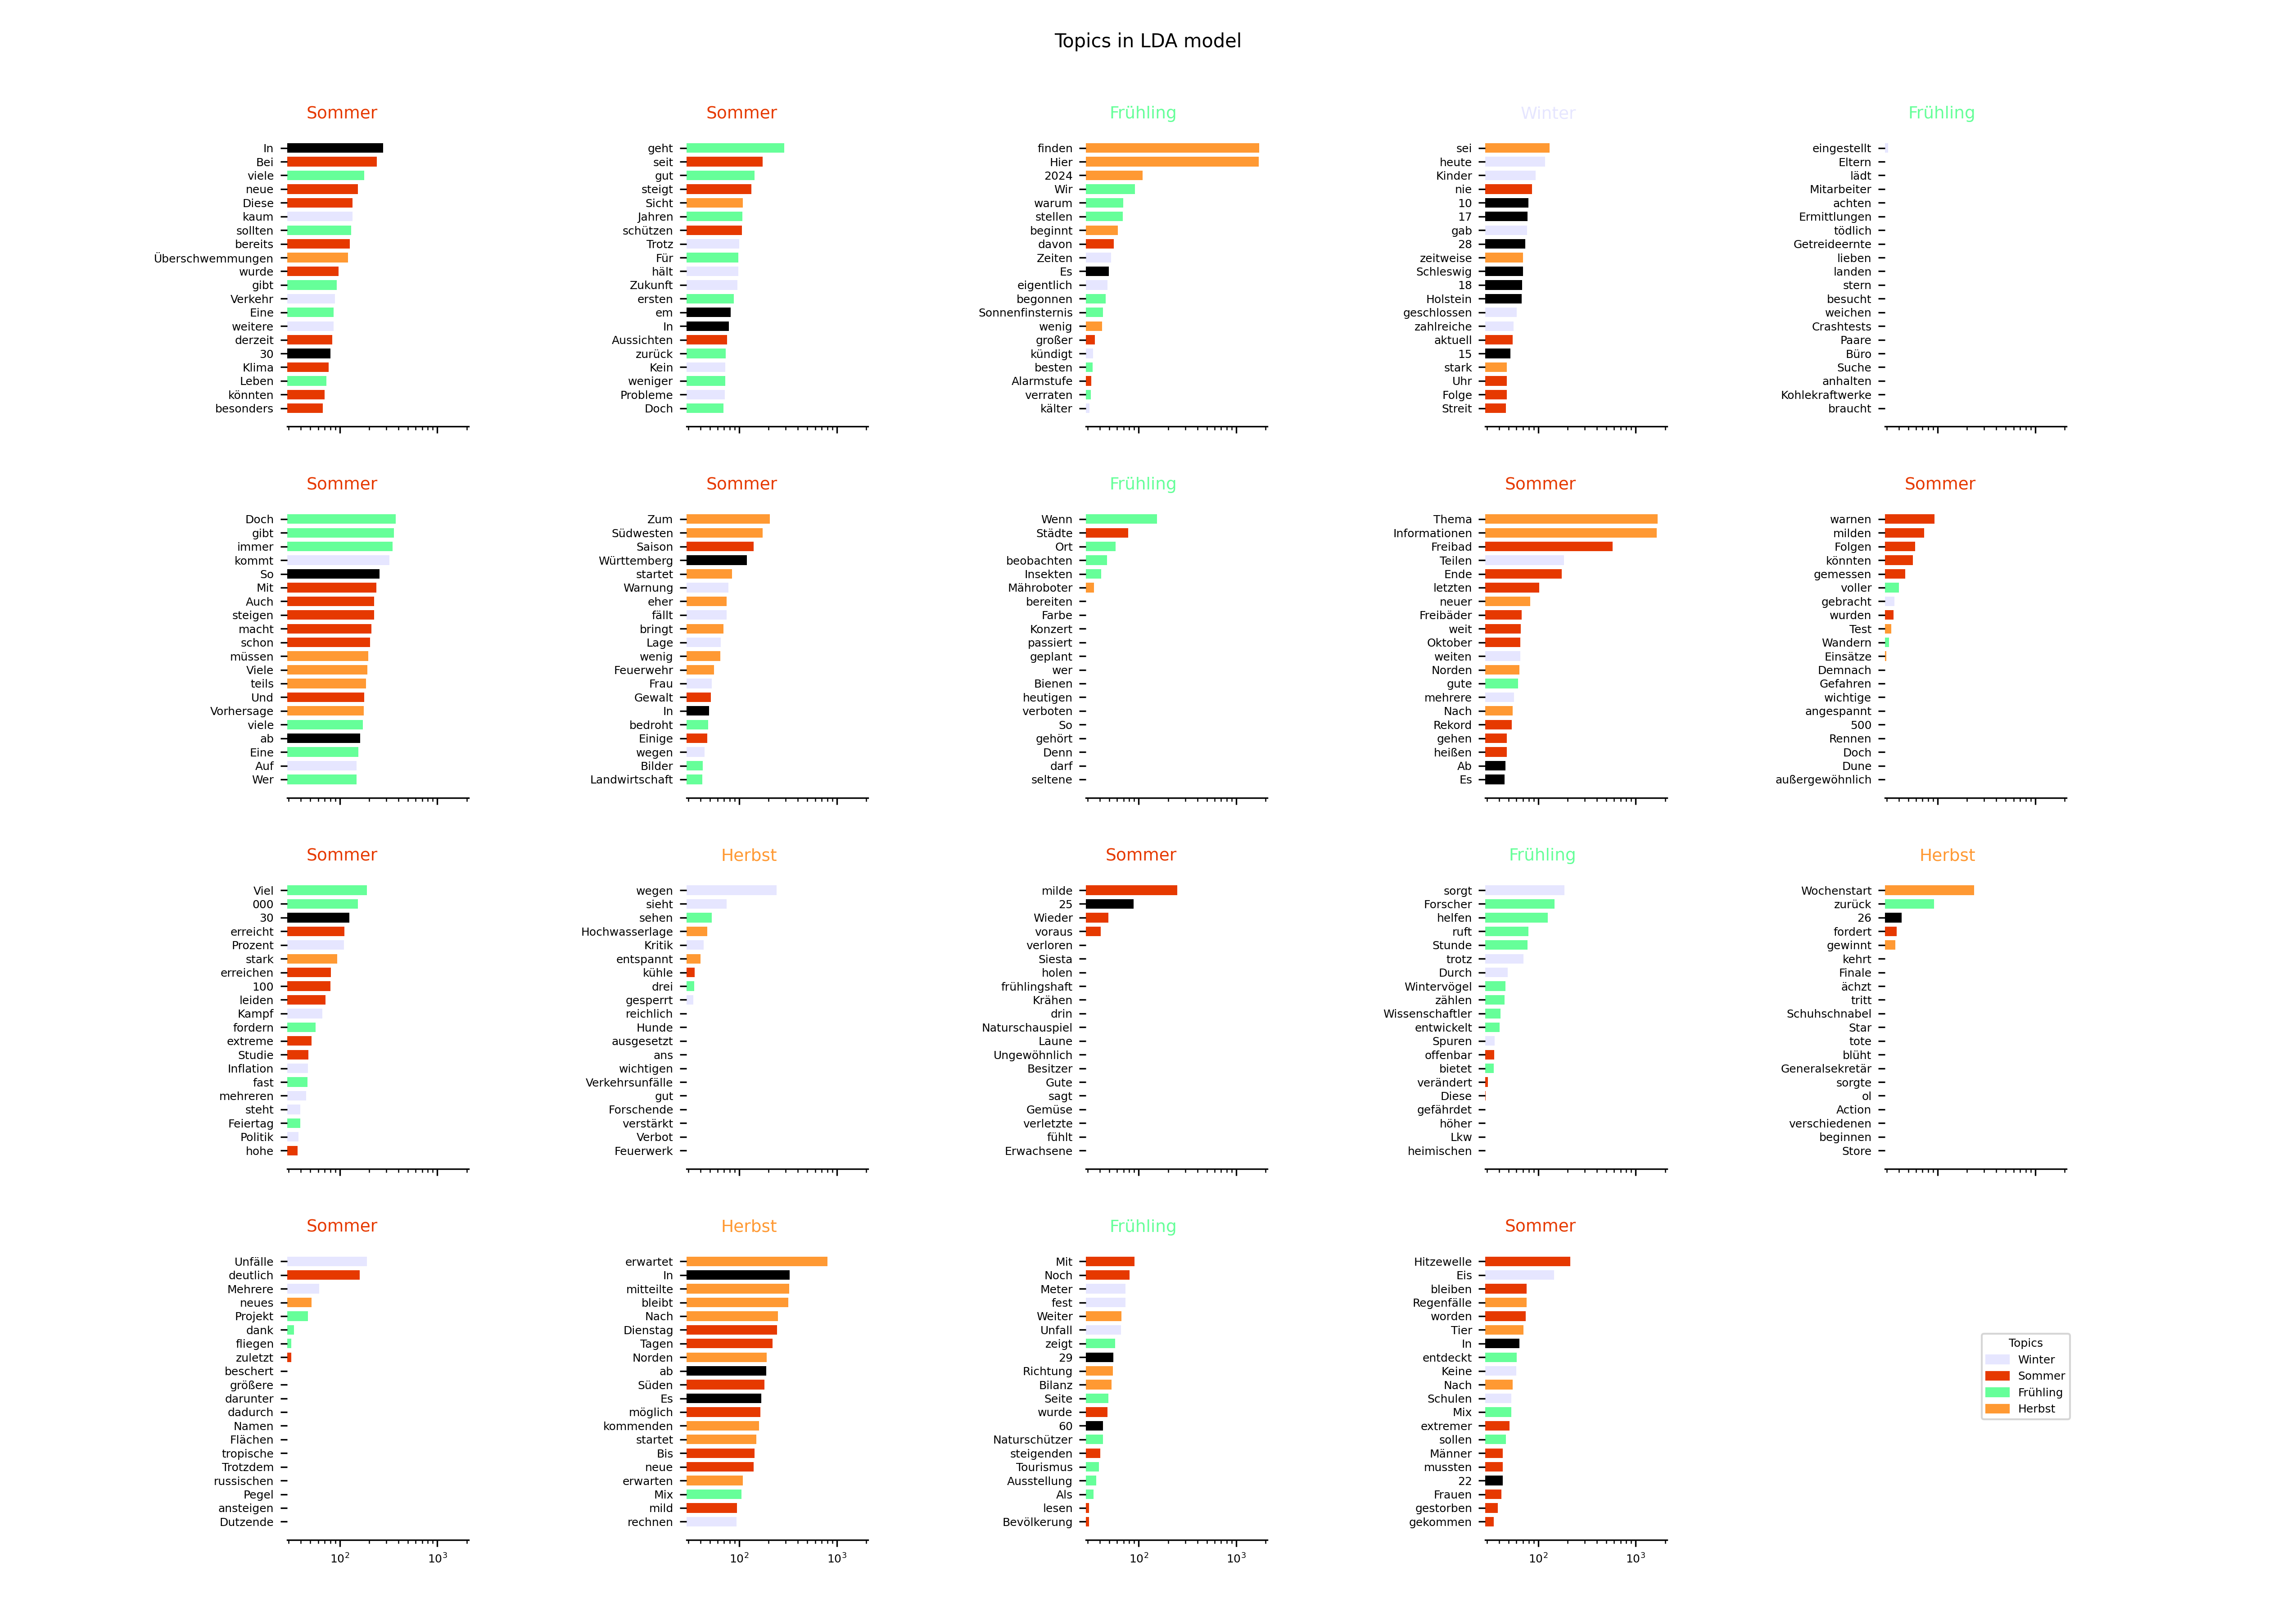 Topics in LDA model
Sommer
In
Bei
viele
neue
Diese
kaum
sollten
bereits
Überschwemmungen
wurde
gibt
Verkehr
Eine
weitere
derzeit
30
Klima
Leben
könnten
besonders
Sommer
geht
seit
gut
steigt
Sicht
Jahren
schützen
Trotz
Für
hält
Zukunft
ersten
em
In
Aussichten
zurück
Kein
weniger
Probleme
Doch
Frühling
finden
Hier
2024
Wir
warum
stellen
beginnt
davon
Zeiten
Es
eigentlich
begonnen
Sonnenfinsternis
wenig
großer
kündigt
besten
Alarmstufe
verraten
kälter
Winter
sei
heute
Kinder
nie
10
17
gab
28
zeitweise
Schleswig
18
Holstein
geschlossen
zahlreiche
aktuell
15
stark
Uhr
Folge
Streit
Frühling
eingestellt
Eltern
lädt
Mitarbeiter
achten
Ermittlungen
tödlich
Getreideernte
lieben
landen
stern
besucht
weichen
Crashtests
Paare
Büro
Suche
anhalten
Kohlekraftwerke
braucht
Sommer
Doch
gibt
immer
kommt
So
Mit
Auch
steigen
macht
schon
müssen
Viele
teils
Und
Vorhersage
viele
ab
Eine
Auf
Wer
Sommer
Zum
Südwesten
Saison
Württemberg
startet
Warnung
eher
fällt
bringt
Lage
wenig
Feuerwehr
Frau
Gewalt
In
bedroht
Einige
wegen
Bilder
Landwirtschaft
Frühling
Wenn
Städte
Ort
beobachten
Insekten
Mähroboter
bereiten
Farbe
Konzert
passiert
geplant
wer
Bienen
heutigen
verboten
So
gehört
Denn
darf
seltene
Sommer
Thema
Informationen
Freibad
Teilen
Ende
letzten
neuer
Freibäder
weit
Oktober
weiten
Norden
gute
mehrere
Nach
Rekord
gehen
heißen
Ab
Es
Sommer
warnen
milden
Folgen
könnten
gemessen
voller
gebracht
wurden
Test
Wandern
Einsätze
Demnach
Gefahren
wichtige
angespannt
500
Rennen
Doch
Dune
außergewöhnlich
Sommer
Viel
000
30
erreicht
Prozent
stark
erreichen
100
leiden
Kampf
fordern
extreme
Studie
Inflation
fast
mehreren
steht
Feiertag
Politik
hohe
Herbst
wegen
sieht
sehen
Hochwasserlage
Kritik
entspannt
kühle
drei
gesperrt
reichlich
Hunde
ausgesetzt
ans
wichtigen
Verkehrsunfälle
gut
Forschende
verstärkt
Verbot
Feuerwerk
Sommer
milde
25
Wieder
voraus
verloren
Siesta
holen
frühlingshaft
Krähen
drin
Naturschauspiel
Laune
Ungewöhnlich
Besitzer
Gute
sagt
Gemüse
verletzte
fühlt
Erwachsene
Frühling
sorgt
Forscher
helfen
ruft
Stunde
trotz
Durch
Wintervögel
zählen
Wissenschaftler
entwickelt
Spuren
offenbar
bietet
verändert
Diese
gefährdet
höher
Lkw
heimischen
Herbst
Wochenstart
zurück
26
fordert
gewinnt
kehrt
Finale
ächzt
tritt
Schuhschnabel
Star
tote
blüht
Generalsekretär
sorgte
ol
Action
verschiedenen
beginnen
Store
Sommer
Unfälle
deutlich
Mehrere
neues
Projekt
dank
fliegen
zuletzt
beschert
größere
darunter
dadurch
Namen
Flächen
tropische
Trotzdem
russischen
Pegel
ansteigen
Dutzende
10²
10³
Herbst
erwartet
In
mitteilte
bleibt
Nach
Dienstag
Tagen
Norden
ab
Süden
Es
möglich
kommenden
startet
Bis
neue
erwarten
Mix
mild
rechnen
10²
10³
Frühling
Mit
Noch
Meter
fest
Weiter
Unfall
zeigt
29
Richtung
Bilanz
Seite
wurde
60
Naturschützer
steigenden
Tourismus
Ausstellung
Als
lesen
Bevölkerung
10²
10³
Sommer
Hitzewelle
Eis
bleiben
Regenfälle
worden
Tier
In
entdeckt
Keine
Nach
Schulen
Mix
extremer
sollen
Männer
mussten
22
Frauen
gestorben
gekommen
10²
10³
Topics
Winter
Sommer
Frühling
Herbst